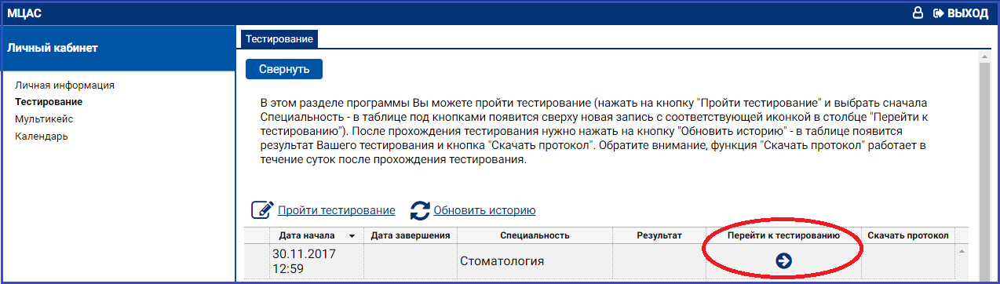 МЦАС
ВЫХОД
Личный кабинет
Личная информация
Тестирование
Мультикейс
Календарь
Тестирование
Свернуть
В этом разделе программы Вы можете пройти тестирование (нажать на кнопку "Пройти тестирование" и выбрать сначала
Специальность - в таблице под кнопками появится сверху новая запись с соответствующей иконкой в столбце "Перейти к
тестированию"). После прохождения тестирования нужно нажать на кнопку "Обновить историю" - в таблице появится
результат Вашего тестирования и кнопка "Скачать протокол". Обратите внимание, функция "Скачать протокол" работает в
течение суток после прохождения тестирования.
Пройти тестирование Обновить историю
Дата начала Дата завершения Специальность Результат Перейти к тестированию Скачать протокол
30.11.2017
12:59
Стоматология